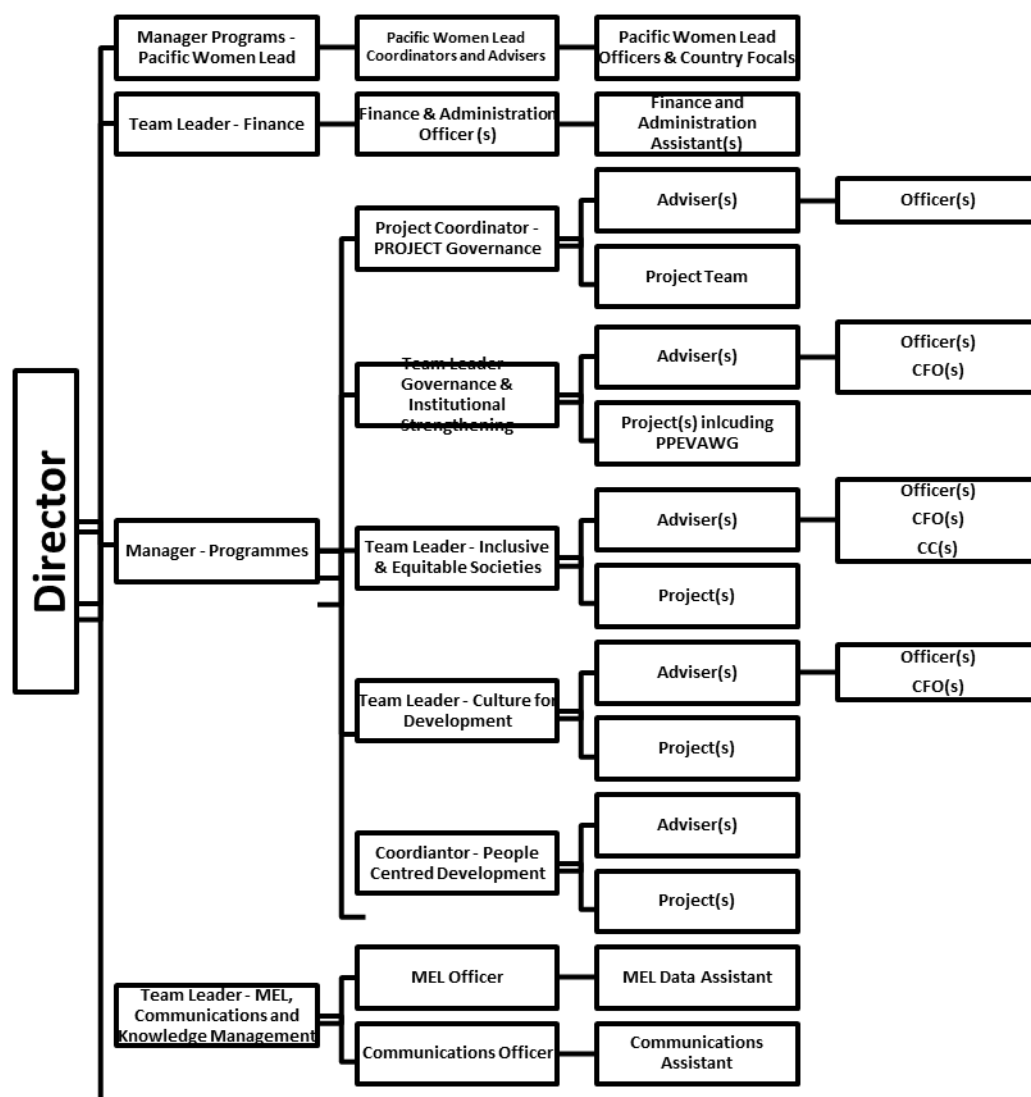 Director
Manager Programs -
Pacific Women Lead
Pacific Women Lead
Coordinators and Advisers
Pacific Women Lead
Officers & Country Focals
Team Leader - Finance
Finance & Administration
Officer (s)
Finance and
Administration
Assistant(s)
Manager - Programmes
Project Coordinator -
PROJECT Governance
Adviser(s)
Officer(s)
Project Team
Team Leader
Governance &
Institutional
Strengthening
Adviser(s)
Officer(s)
CFO(s)
Project(s) inlcuding
PPEVAWG
Team Leader - Inclusive
& Equitable Societies
Adviser(s)
Officer(s)
CFO(s)
CC(s)
Project(s)
Team Leader - Culture for
Development
Adviser(s)
Officer(s)
CFO(s)
Project(s)
Coordiantor - People
Centred Development
Adviser(s)
Project(s)
Team Leader - MEL,
Communications and
Knowledge Management
MEL Officer
MEL Data Assistant
Communications Officer
Communications
Assistant